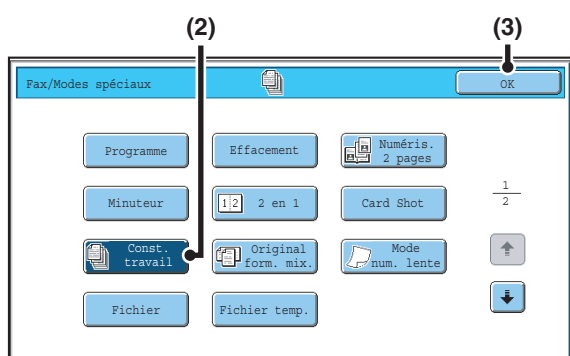 (2)
(3)
Fax/Modes spéciaux
OK
Programme
Effacement
Numéris.
2 pages
Minuteur
1 2
2 en 1
Card Shot
1
2
Const.
travail
Original
form. mix.
Mode
num. lente
Fichier
Fichier temp.